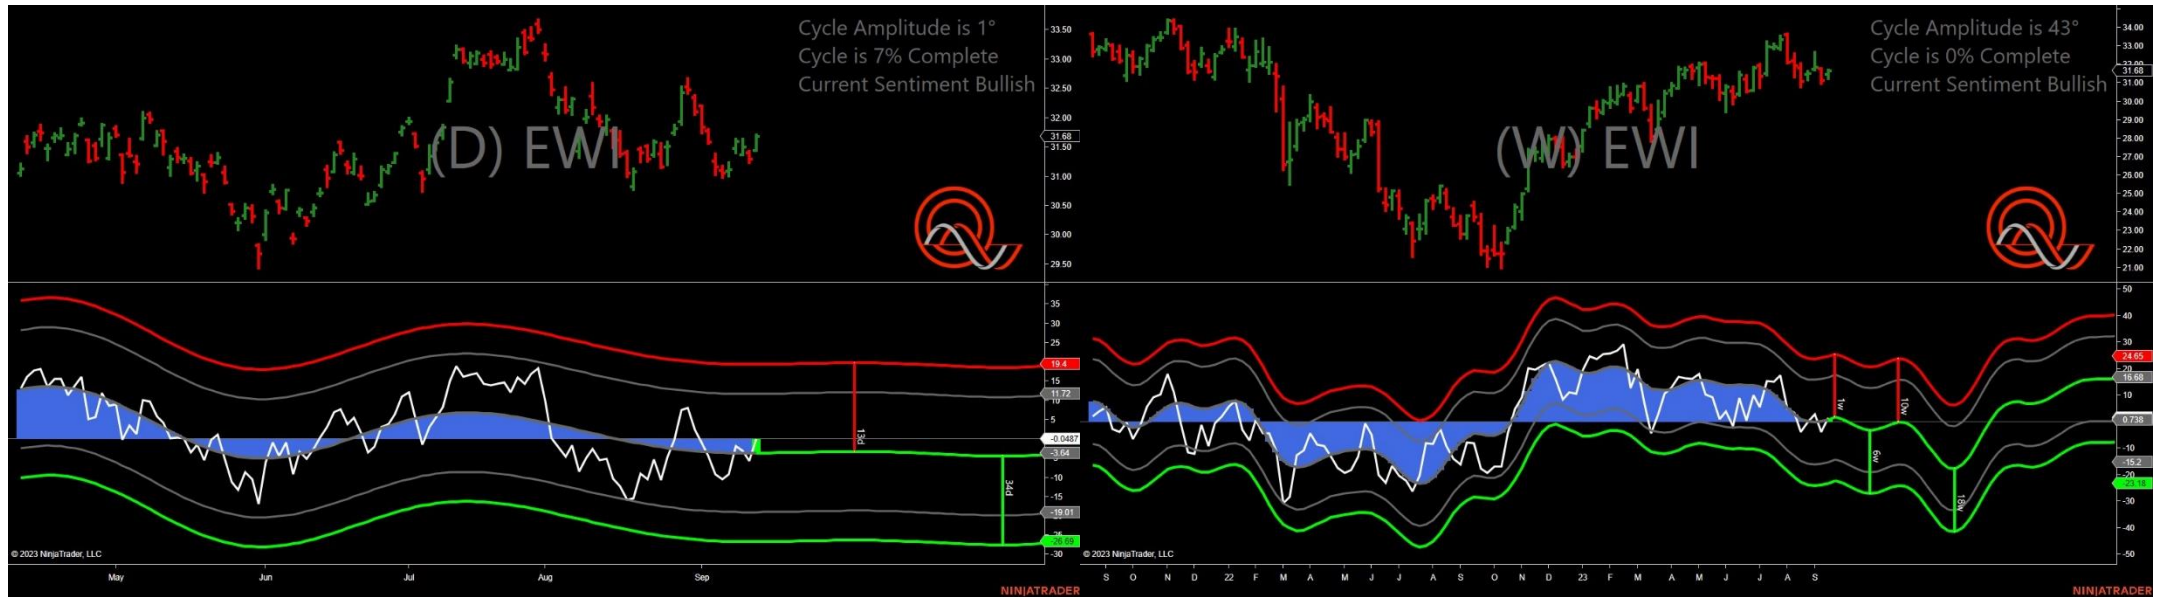 Cycle Amplitude is 1°
Cycle is 7% Complete
Current Sentiment Bullish
33.50
33.00
32.50
32.00
31.68
31.50
31.00
30.50
30.00
29.50
(D) EWI
35
30
25
19.4
15
11.72
10
5
-0.0487
-3.64
-10
-15
-19.01
-26.69
-30
13d
34d
© 2023 NinjaTrader, LLC
May Jun Jul Aug Sep
NINJATRADER
Cycle Amplitude is 43°
Cycle is 0% Complete
Current Sentiment Bullish
34.00
33.00
32.00
31.68
31.00
30.00
29.00
28.00
27.00
26.00
25.00
24.00
23.00
22.00
21.00
(W) EWI
50
40
30
24.65
20
16.68
10
0.738
-10
-15.2
-20
-23.18
-30
-40
-50
1w
10w
6w
18w
© 2023 NinjaTrader, LLC
S O N D 22 F M A M J J A S O N D 23 F M A M J J A S
NINJATRADER